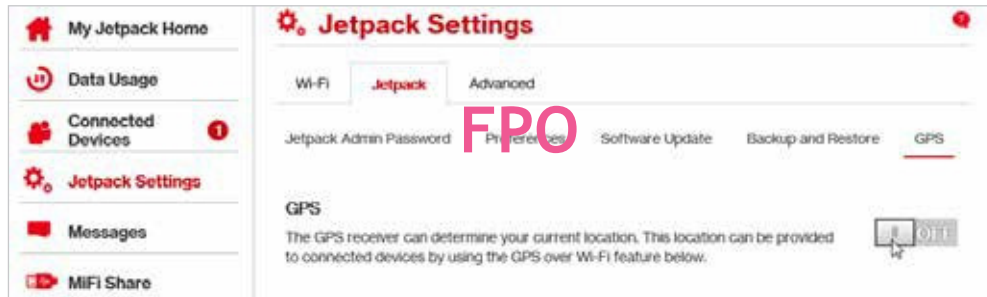 My Jetpack Home
Data Usage
Connected
Devices
1
Jetpack Settings
Messages
MiFi Share
Jetpack Settings
?
Wi-Fi Jetpack Advanced
FPO
Jetpack Admin Password Preferences Software Update Backup and Restore GPS
GPS
The GPS receiver can determine your current location. This location can be provided
to connected devices by using the GPS over Wi-Fi feature below.
OFF